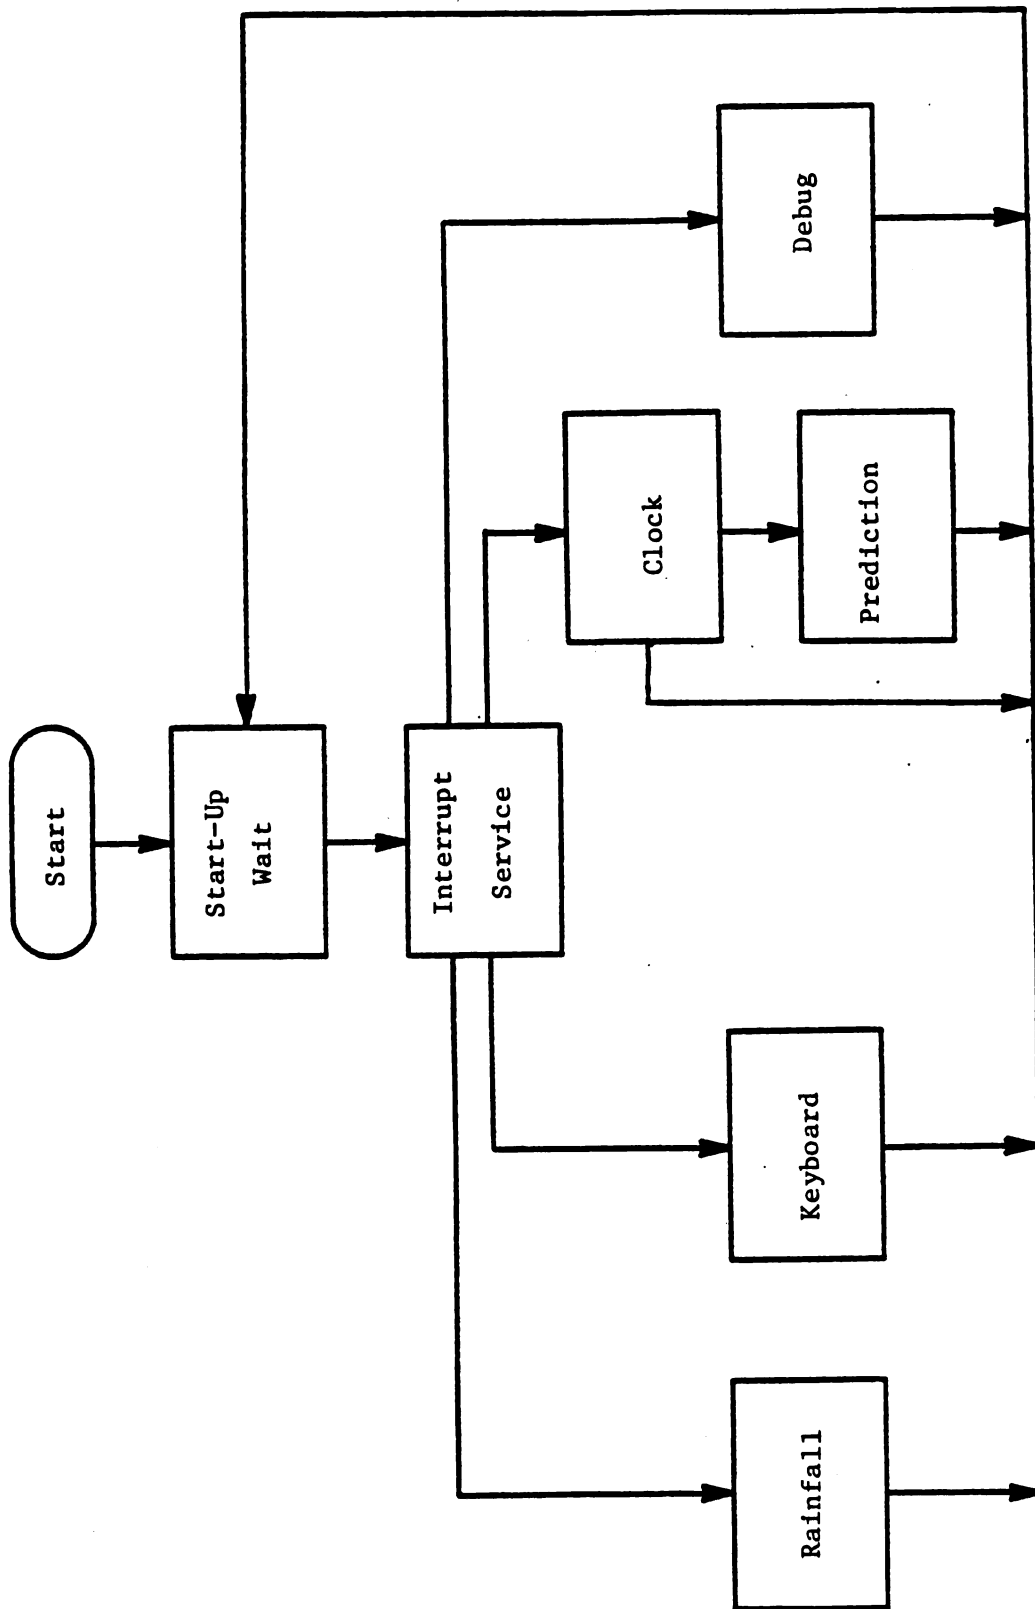 Start
Start-Up
Wait
Interrupt
Service
Rainfall
Keyboard
Clock
Prediction
Debug